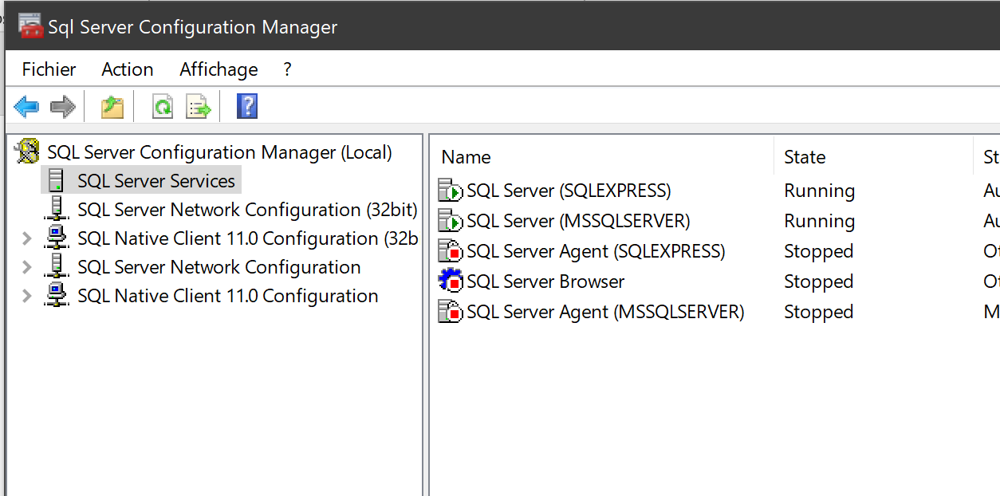 Sql Server Configuration Manager
Fichier Action Affichage ?
SQL Server Configuration Manager (Local)
SQL Server Services
SQL Server Network Configuration (32bit)
SQL Native Client 11.0 Configuration (32b
SQL Server Network Configuration
SQL Native Client 11.0 Configuration
Name State St
SQL Server (SQLEXPRESS) Running Au
SQL Server (MSSQLSERVER) Running Au
SQL Server Agent (SQLEXPRESS) Stopped Ot
SQL Server Browser Stopped Ot
SQL Server Agent (MSSQLSERVER) Stopped M